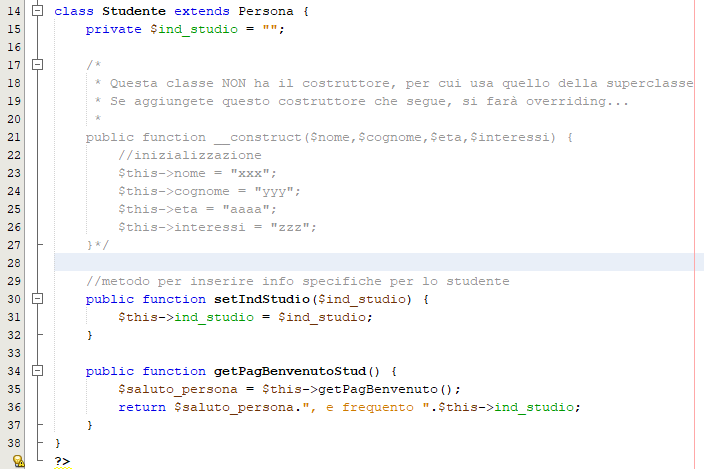 14 class Studente extends Persona {
15 private $ind_studio = "";
16
17 /*
18 * Questa classe NON ha il costruttore, per cui usa quello della superclasse
19 * Se aggiungete questo costruttore che segue, si farà overriding...
20 *
21 public function __construct($nome,$cognome,$eta,$interessi) {
22 //inizializzazione
23 $this->nome = "xxx";
24 $this->cognome = "yyy";
25 $this->eta = "aaaa";
26 $this->interessi = "zzz";
27 }*/
28
29 //metodo per inserire info specifiche per lo studente
30 public function setIndStudio($ind_studio) {
31 $this->ind_studio = $ind_studio;
32 }
33
34 public function getPagBenvenutoStud() {
35 $saluto_persona = $this->getPagBenvenuto();
36 return $saluto_persona.", e frequento ".$this->ind_studio;
37 }
38 }
?>